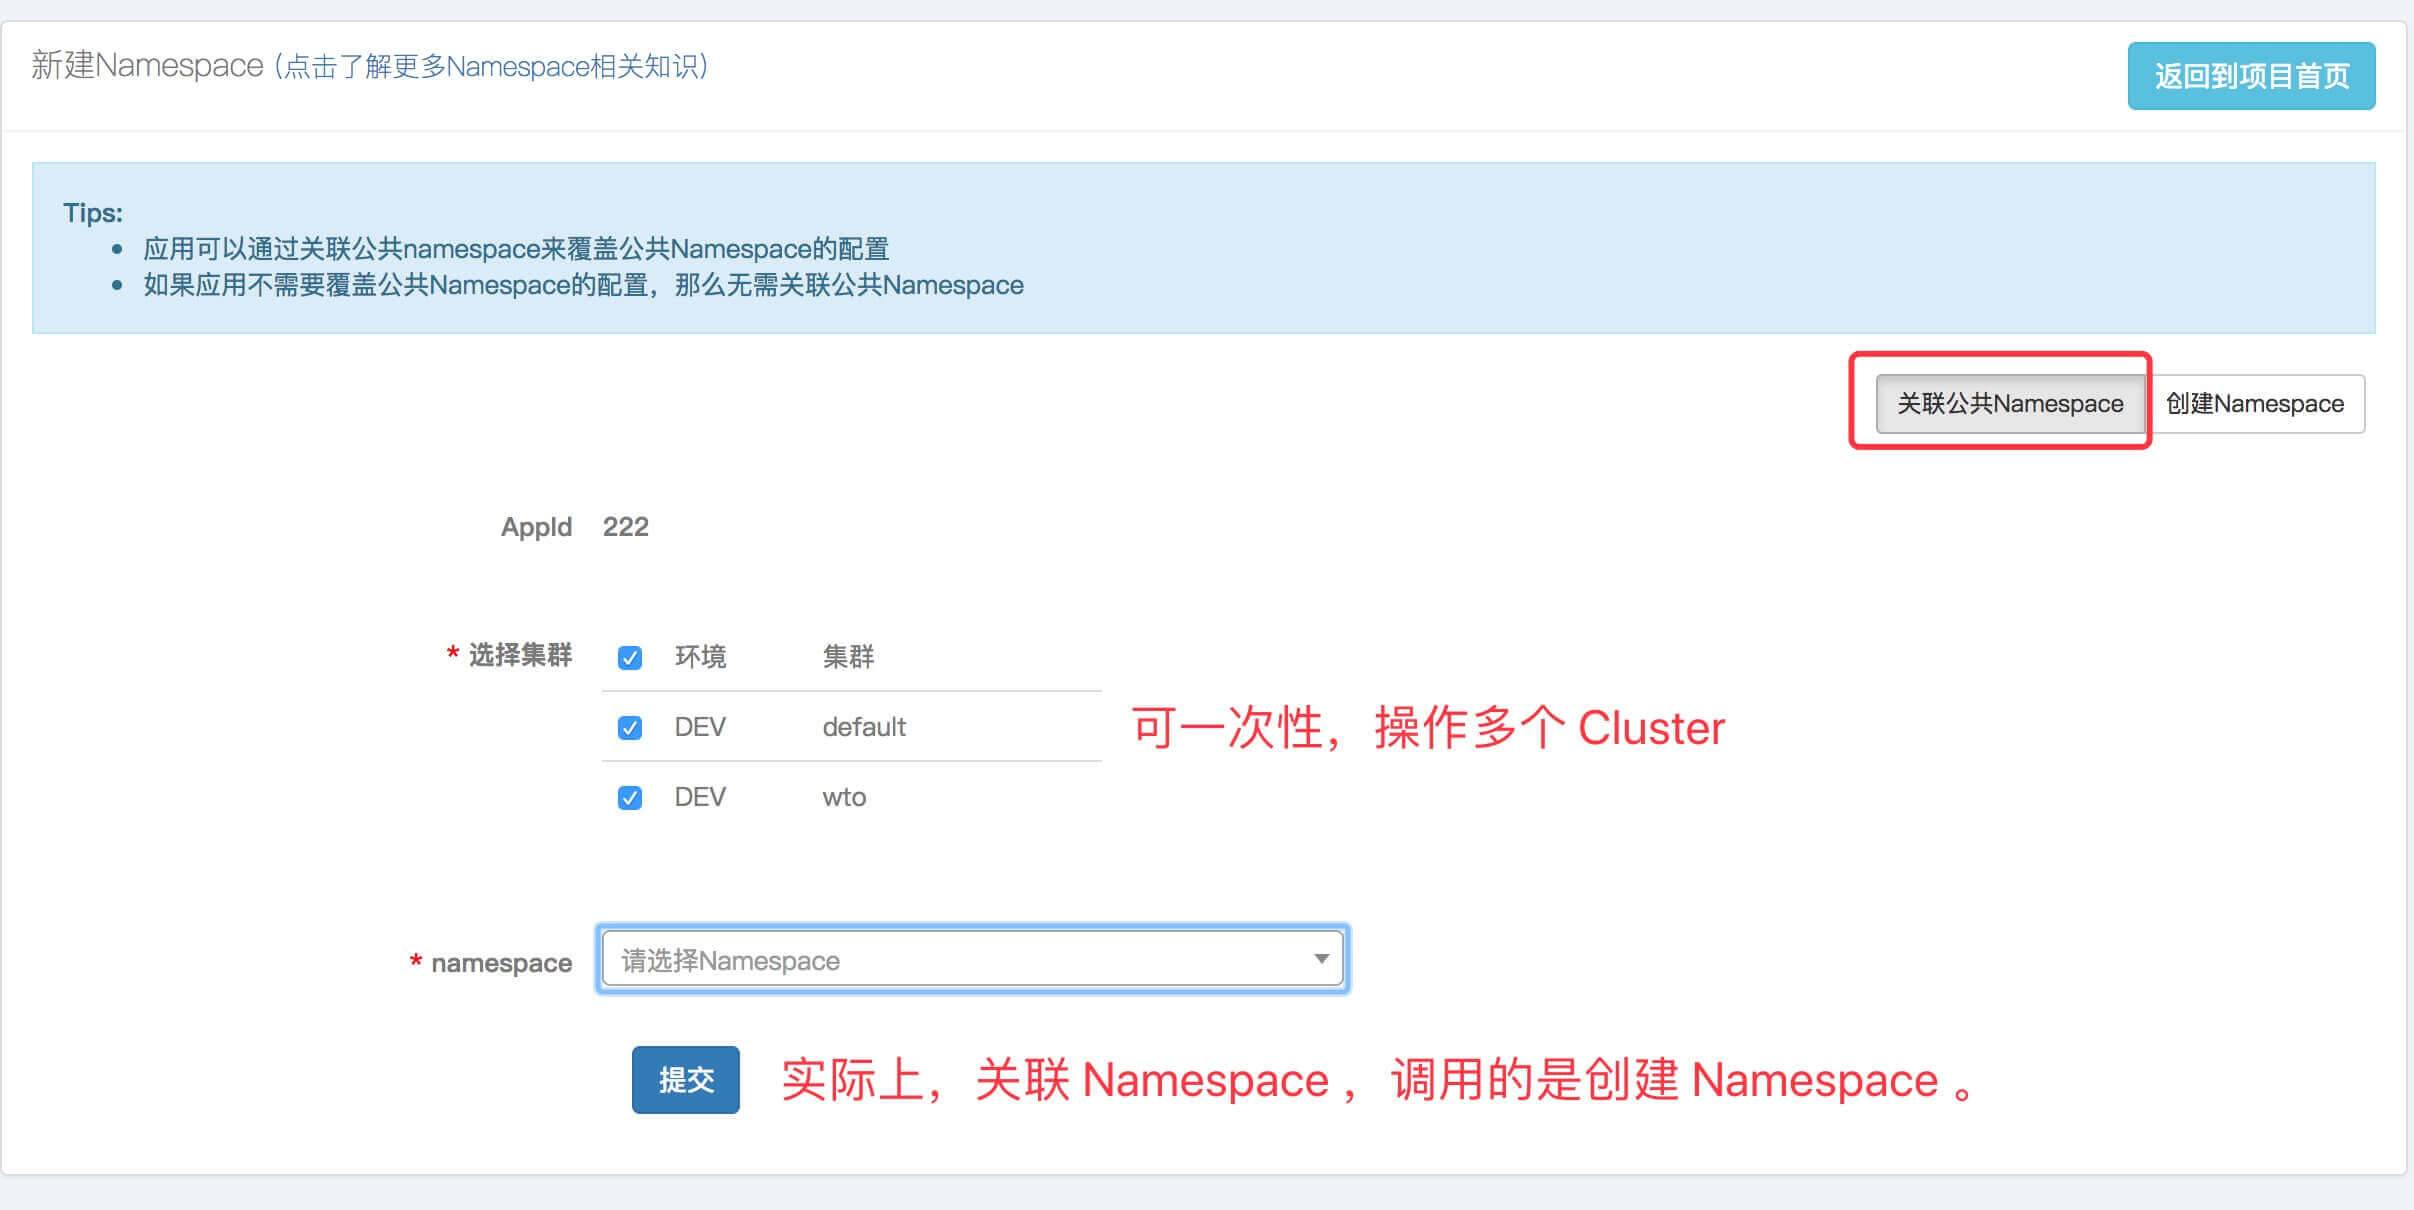 新建Namespace (点击了解更多Namespace相关知识)
返回到项目首页
Tips:
应用可以通过关联公共namespace来覆盖公共Namespace的配置
如果应用不需要覆盖公共Namespace的配置，那么无需关联公共Namespace
关联公共Namespace 创建Namespace
AppId 222
* 选择集群 环境 集群
DEV default
可一次性，操作多个 Cluster
DEV wto
* namespace 请选择Namespace
提交
实际上，关联 Namespace ，调用的是创建 Namespace 。